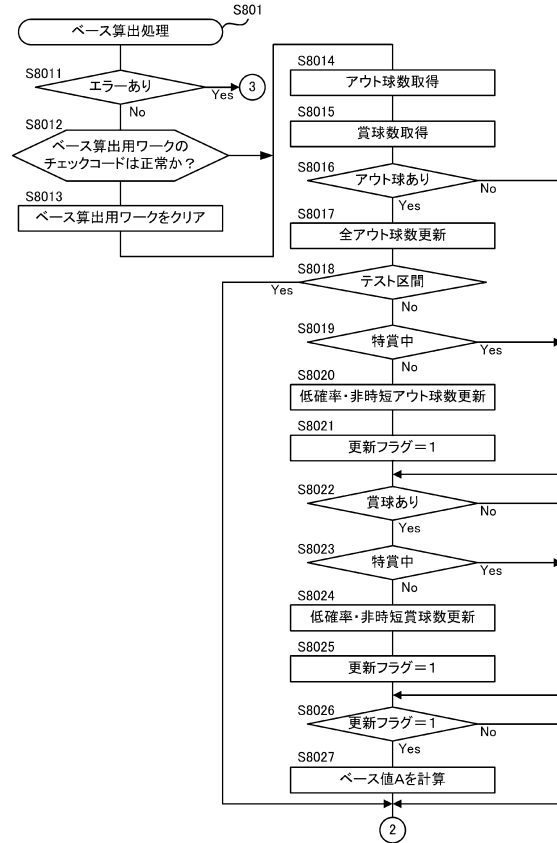 S801
ベース算出処理
S8011
エラーあり
Yes
3
No
S8012
ベース算出用ワークの
チェックコードは正常か？
S8013
ベース算出用ワークをクリア
S8014
アウト球数取得
S8015
賞球数取得
S8016
アウト球あり
No
Yes
S8017
全アウト球数更新
S8018
テスト区間
Yes
No
S8019
特賞中
Yes
No
S8020
低確率・非時短アウト球数更新
S8021
更新フラグ＝1
S8022
賞球あり
No
Yes
S8023
特賞中
Yes
No
S8024
低確率・非時短賞球数更新
S8025
更新フラグ＝1
S8026
更新フラグ＝1
No
Yes
S8027
ベース値Aを計算
2